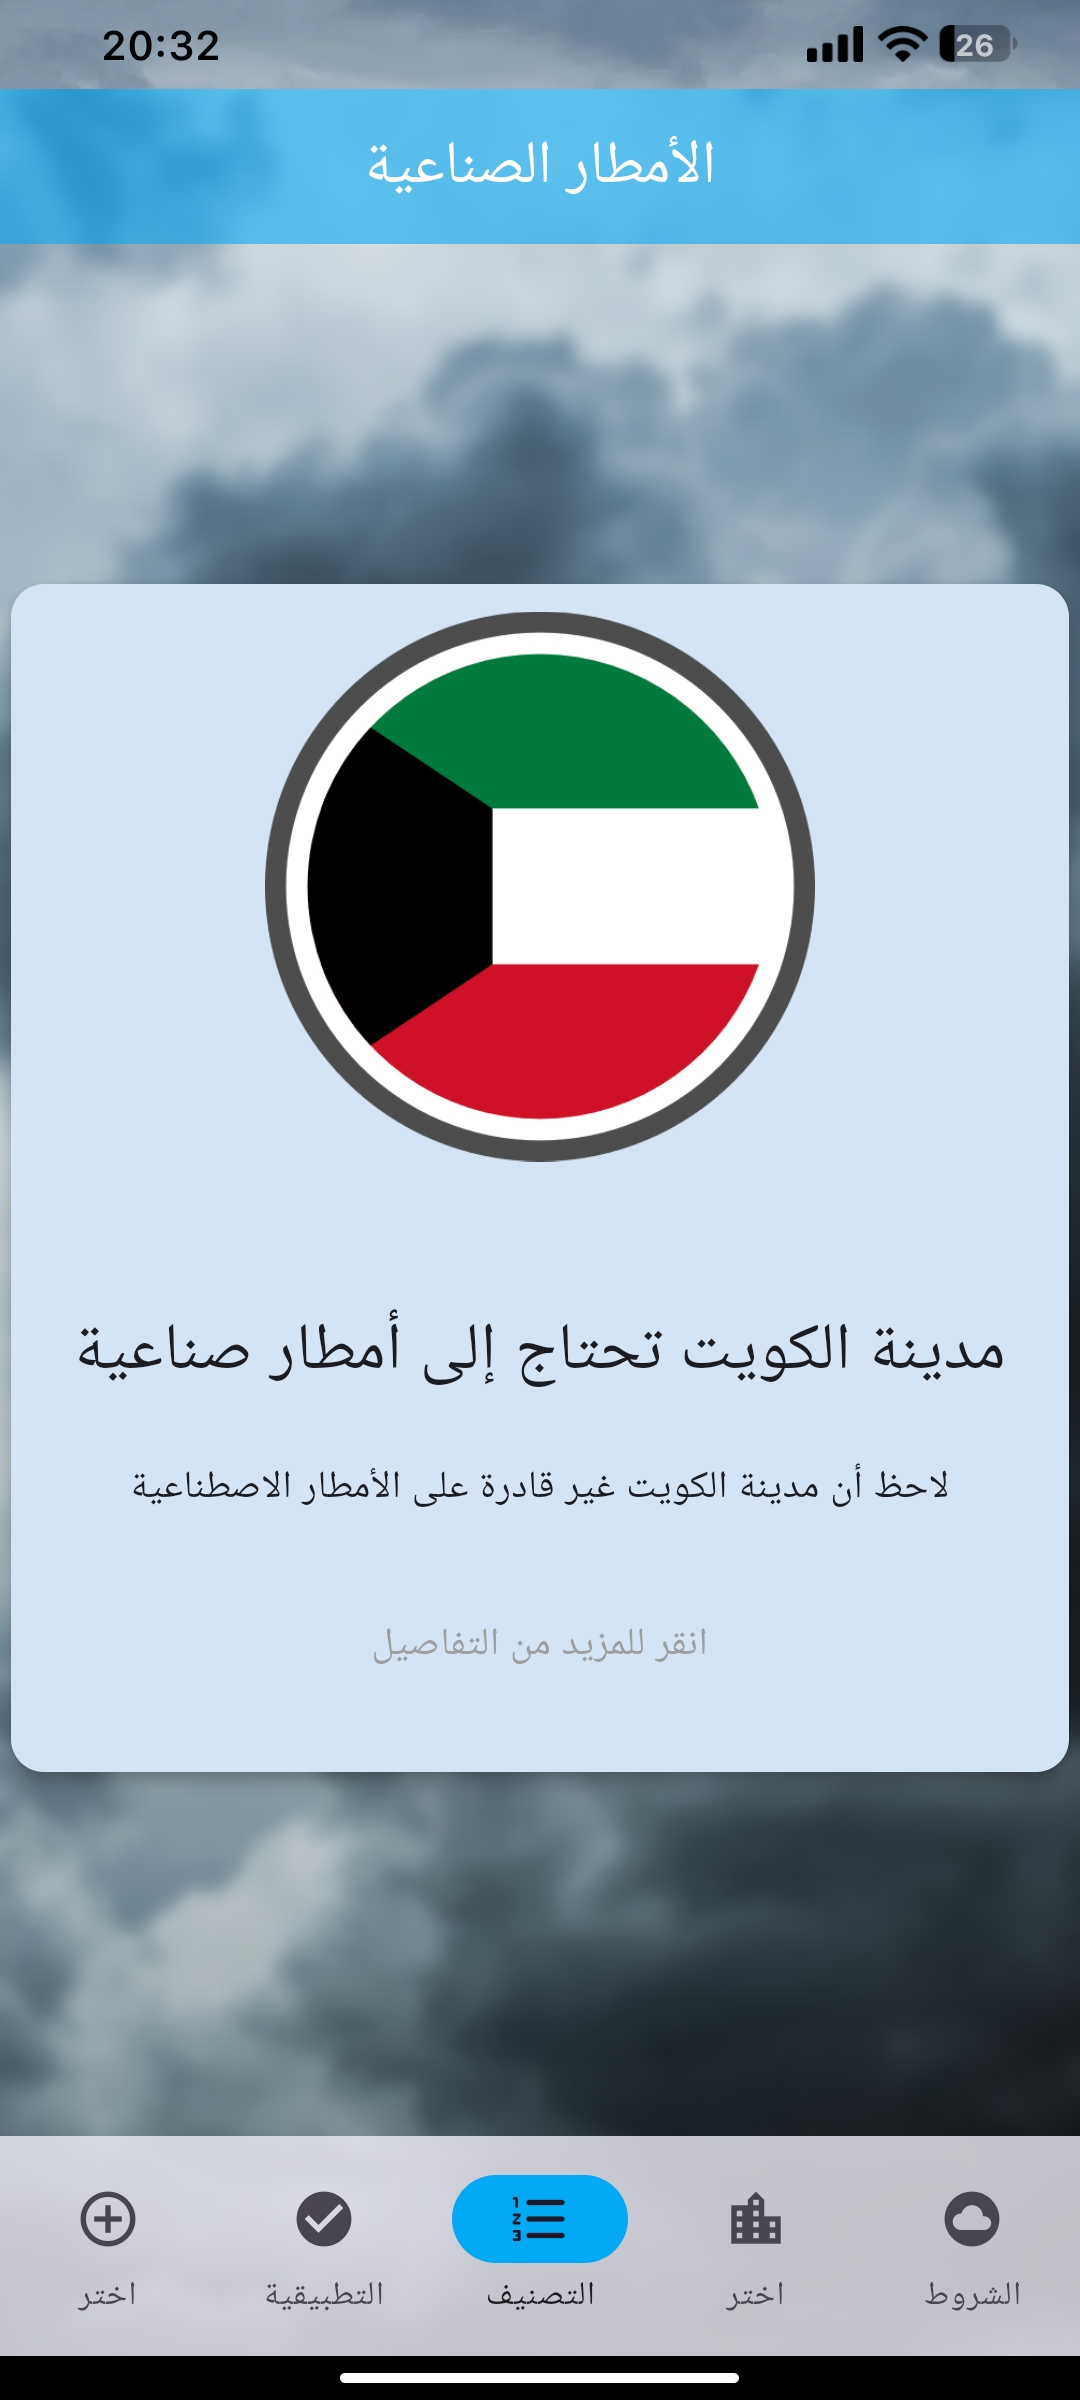 20:32
26
الأمطار الصناعية
مدينة الكويت تحتاج إلى أمطار صناعية
لاحظ أن مدينة الكويت غير قادرة على الأمطار الاصطناعية
انقر للمزيد من التفاصيل
الشروط
اختر
التصنيف
التطبيقية
اختر